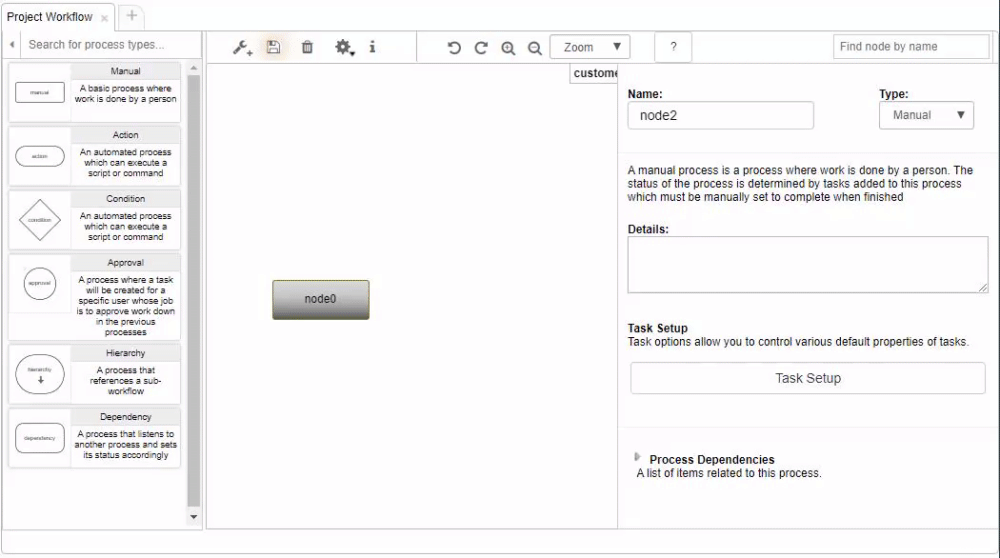 Project Workflow
×
+
Search for process types...
Zoom
?
Find node by name
manual
Manual
A basic process where
work is done by a person
action
Action
An automated process
which can execute a
script or command
condition
Condition
An automated process
which can execute a
script or command
approval
Approval
A process where a task
will be created for a
specific user whose job
is to approve work down
in the previous
processes
hierarchy
Hierarchy
A process that
references a sub-
workflow
dependency
Dependency
A process that listens to
another process and sets
its status accordingly
custome
node0
Name:
Type:
node2
Manual
A manual process is a process where work is done by a person. The
status of the process is determined by tasks added to this process
which must be manually set to complete when finished
Details:
Task Setup
Task options allow you to control various default properties of tasks.
Task Setup
Process Dependencies
A list of items related to this process.